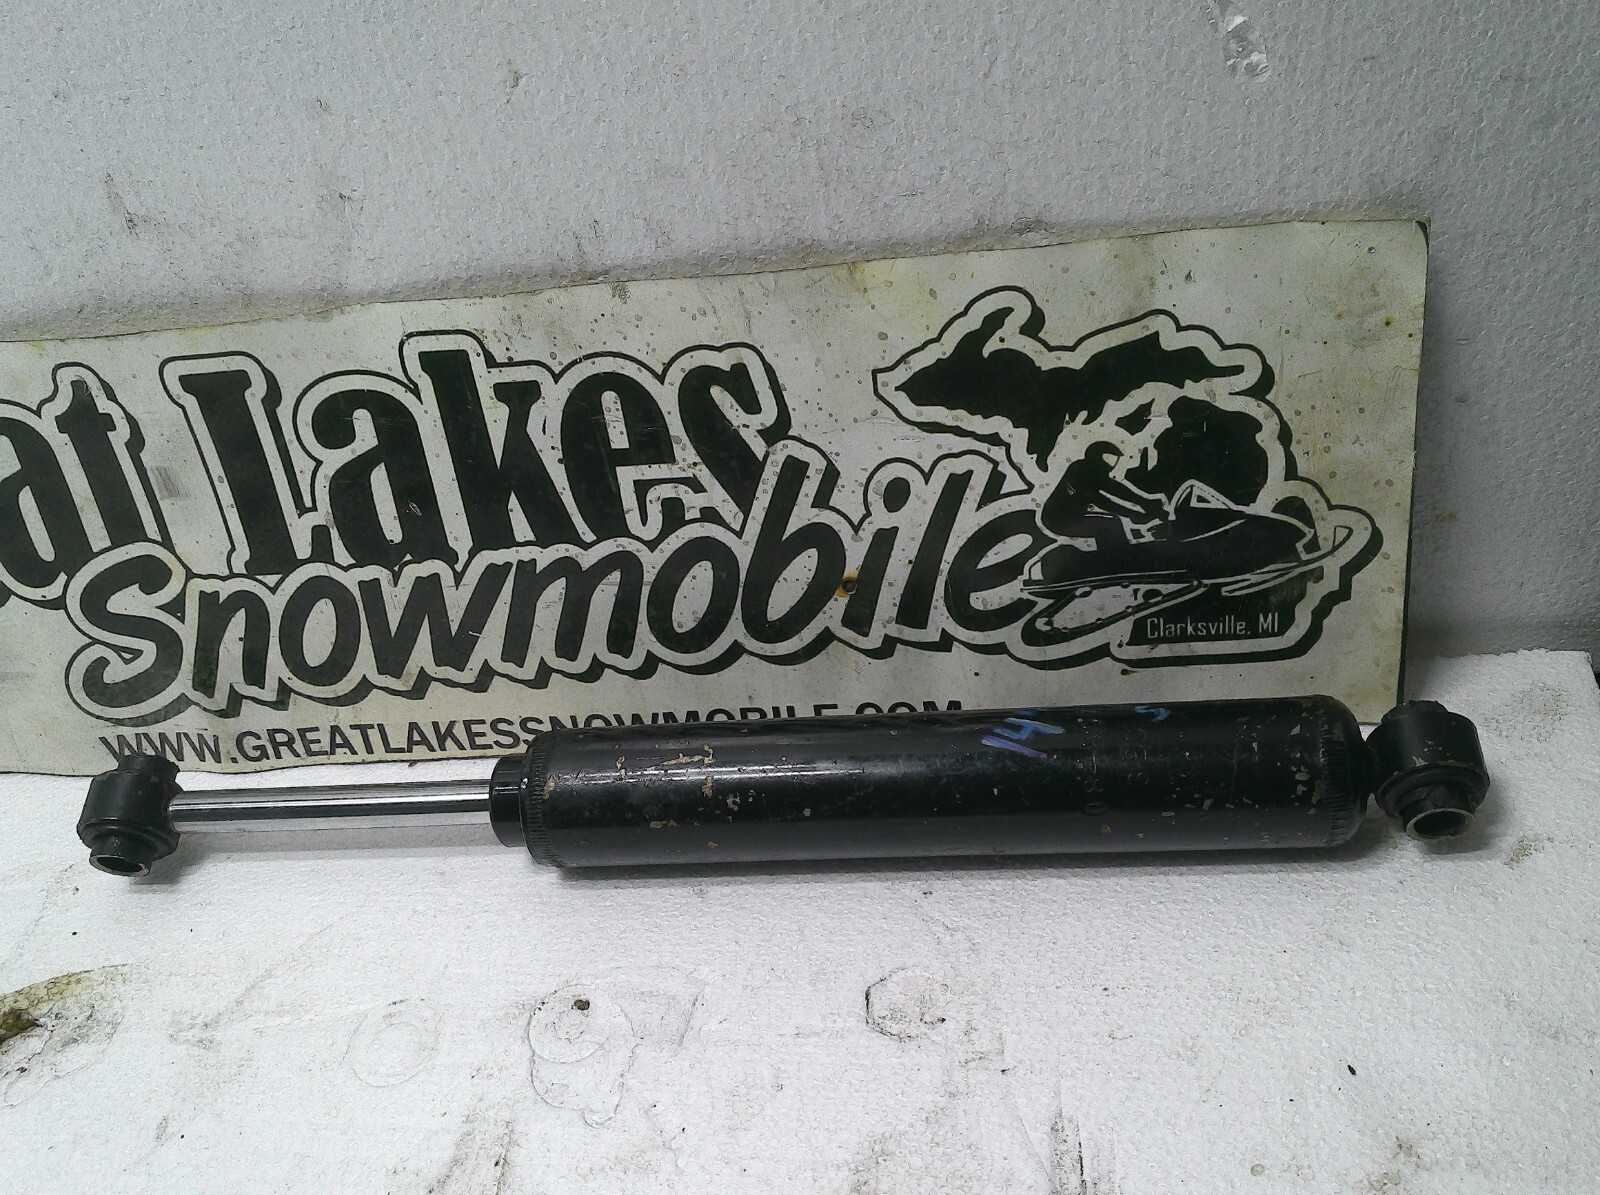 at Lakes
Snowmobile
Clarksville, MI
WWW.GREATLAKESSNOWMOBILE.COM